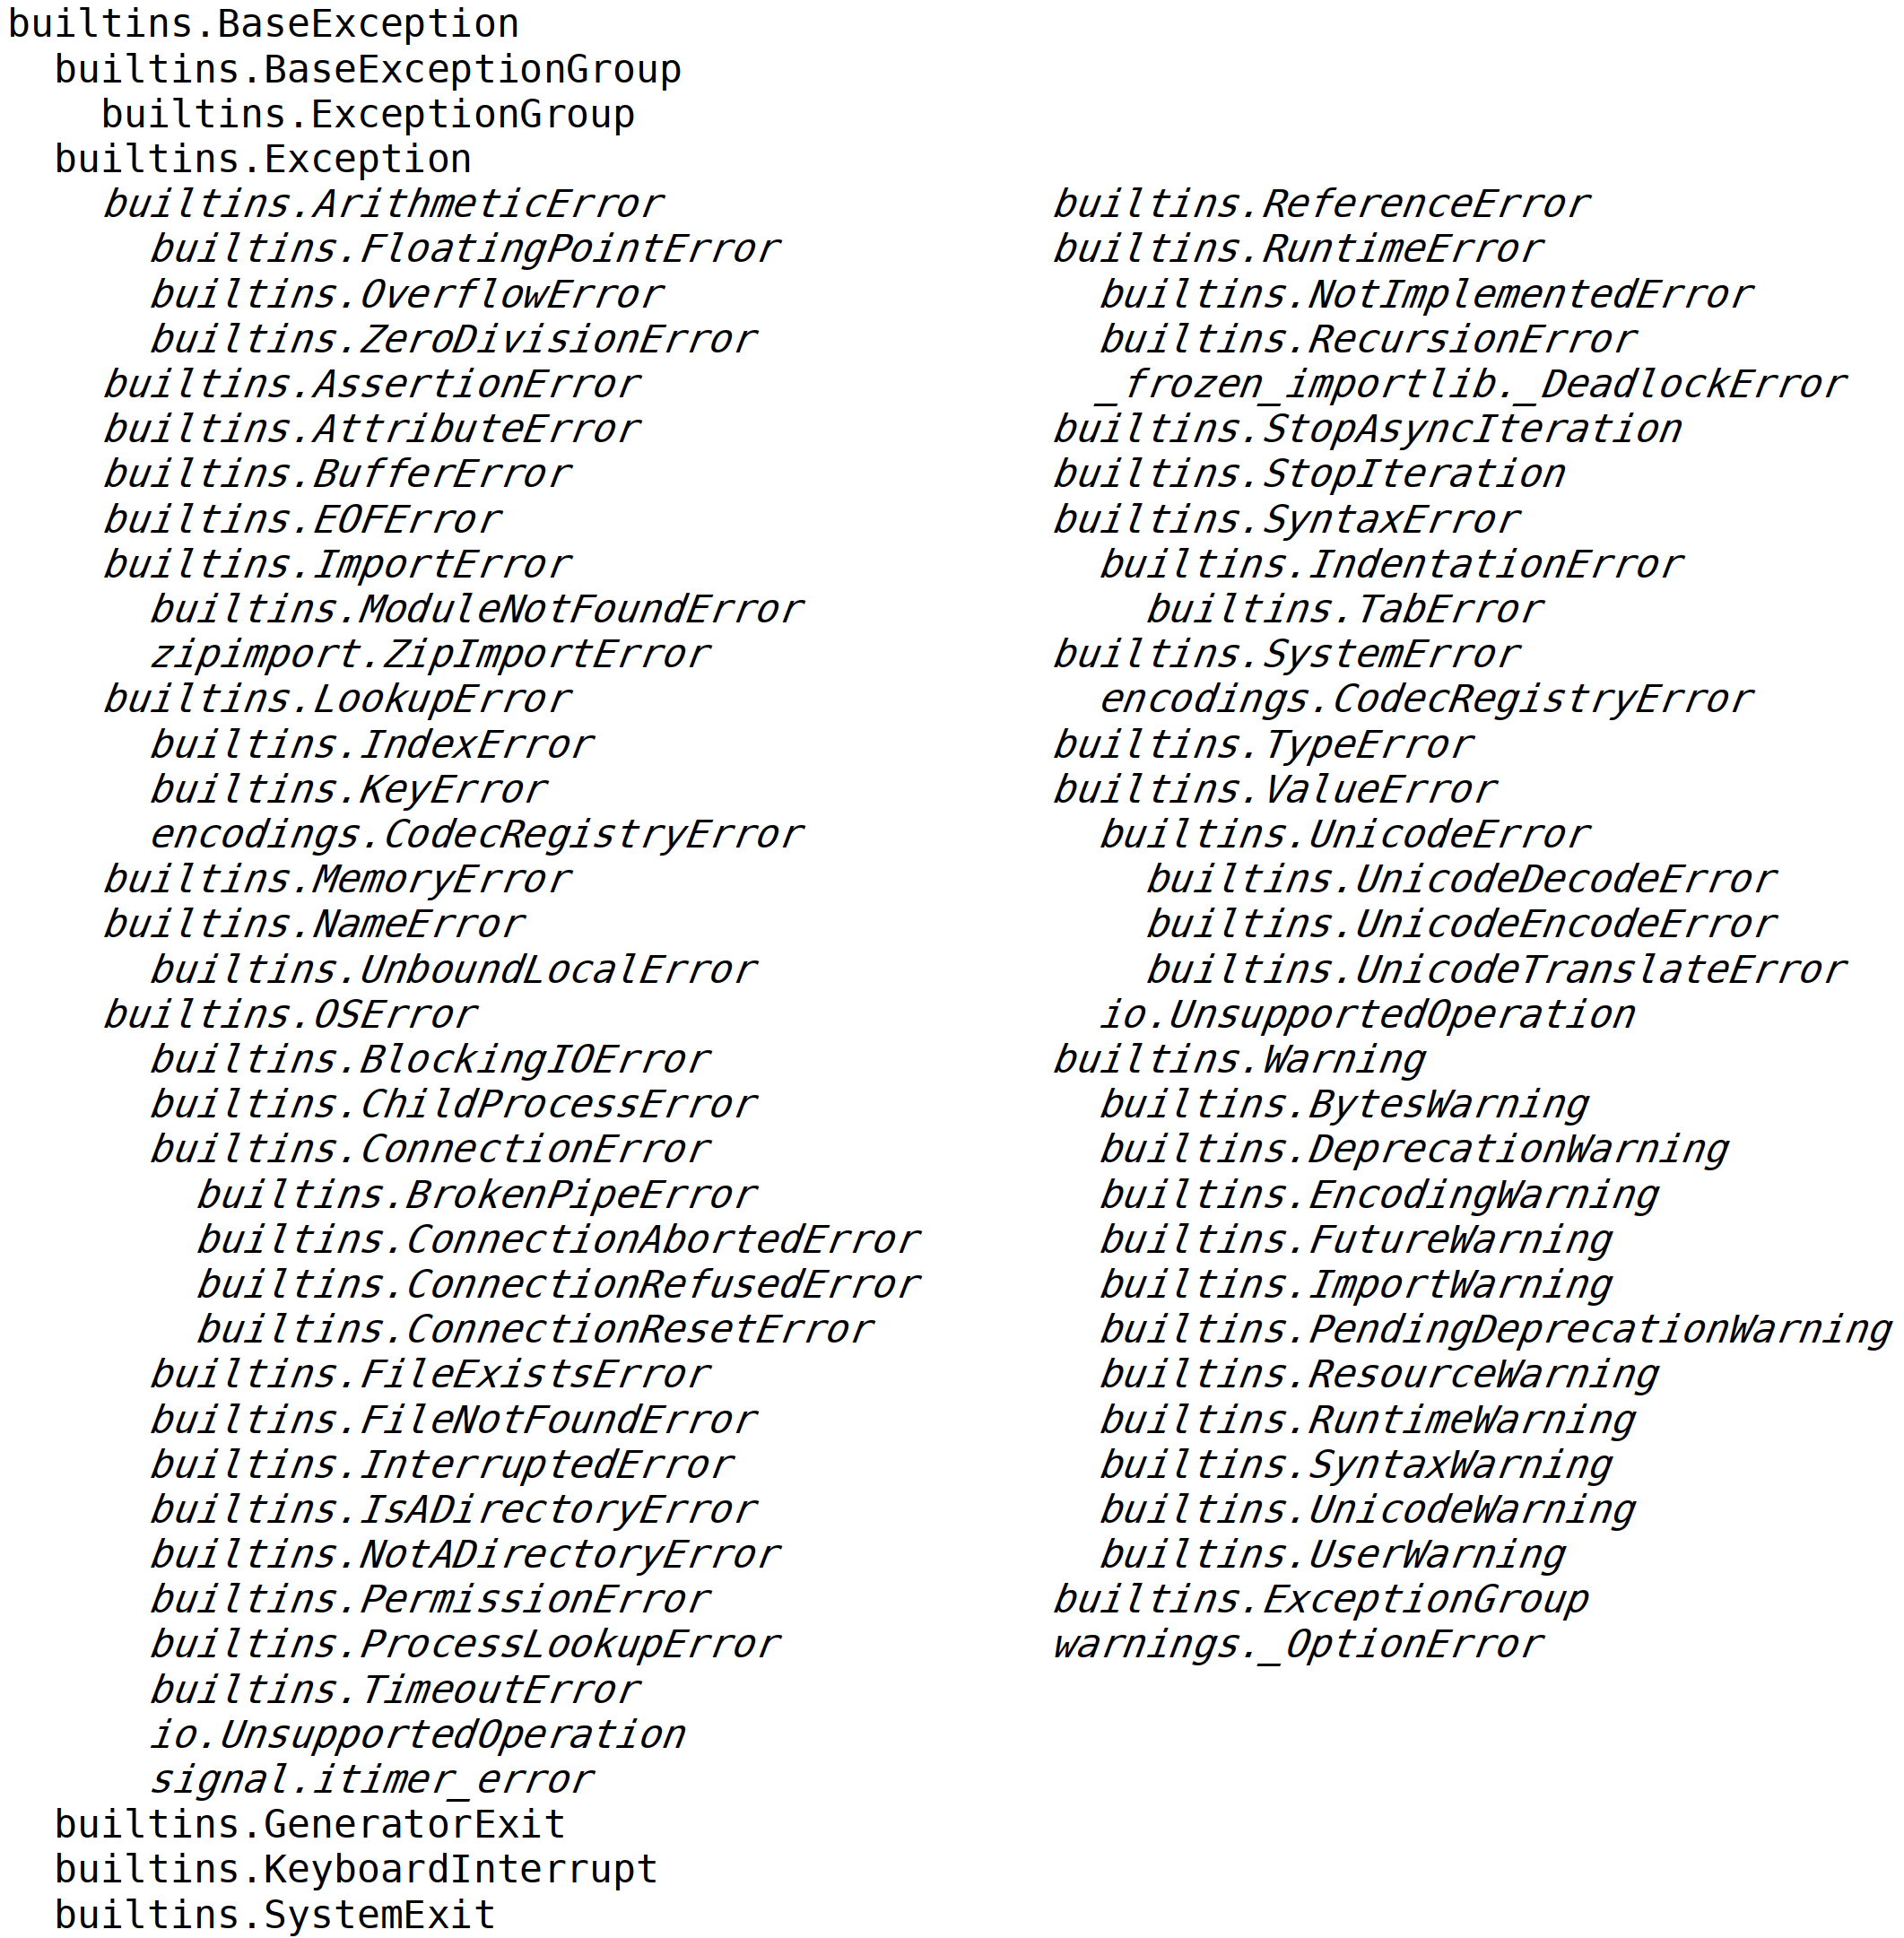 builtins.BaseException
builtins.BaseExceptionGroup
builtins.ExceptionGroup
builtins.Exception
builtins.ArithmeticError
builtins.FloatingPointError
builtins.OverflowError
builtins.ZeroDivisionError
builtins.AssertionError
builtins.AttributeError
builtins.BufferError
builtins.EOFError
builtins.ImportError
builtins.ModuleNotFoundError
zipimport.ZipImportError
builtins.LookupError
builtins.IndexError
builtins.KeyError
encodings.CodecRegistryError
builtins.MemoryError
builtins.NameError
builtins.UnboundLocalError
builtins.OSError
builtins.BlockingIOError
builtins.ChildProcessError
builtins.ConnectionError
builtins.BrokenPipeError
builtins.ConnectionAbortedError
builtins.ConnectionRefusedError
builtins.ConnectionResetError
builtins.FileExistsError
builtins.FileNotFoundError
builtins.InterruptedError
builtins.IsADirectoryError
builtins.NotADirectoryError
builtins.PermissionError
builtins.ProcessLookupError
builtins.TimeoutError
io.UnsupportedOperation
signal.itimer_error
builtins.ReferenceError
builtins.RuntimeError
builtins.NotImplementedError
builtins.RecursionError
_frozen_importlib._DeadlockError
builtins.StopAsyncIteration
builtins.StopIteration
builtins.SyntaxError
builtins.IndentationError
builtins.TabError
builtins.SystemError
encodings.CodecRegistryError
builtins.TypeError
builtins.ValueError
builtins.UnicodeError
builtins.UnicodeDecodeError
builtins.UnicodeEncodeError
builtins.UnicodeTranslateError
io.UnsupportedOperation
builtins.Warning
builtins.BytesWarning
builtins.DeprecationWarning
builtins.EncodingWarning
builtins.FutureWarning
builtins.ImportWarning
builtins.PendingDeprecationWarning
builtins.ResourceWarning
builtins.RuntimeWarning
builtins.SyntaxWarning
builtins.UnicodeWarning
builtins.UserWarning
builtins.ExceptionGroup
warnings._OptionError
builtins.GeneratorExit
builtins.KeyboardInterrupt
builtins.SystemExit